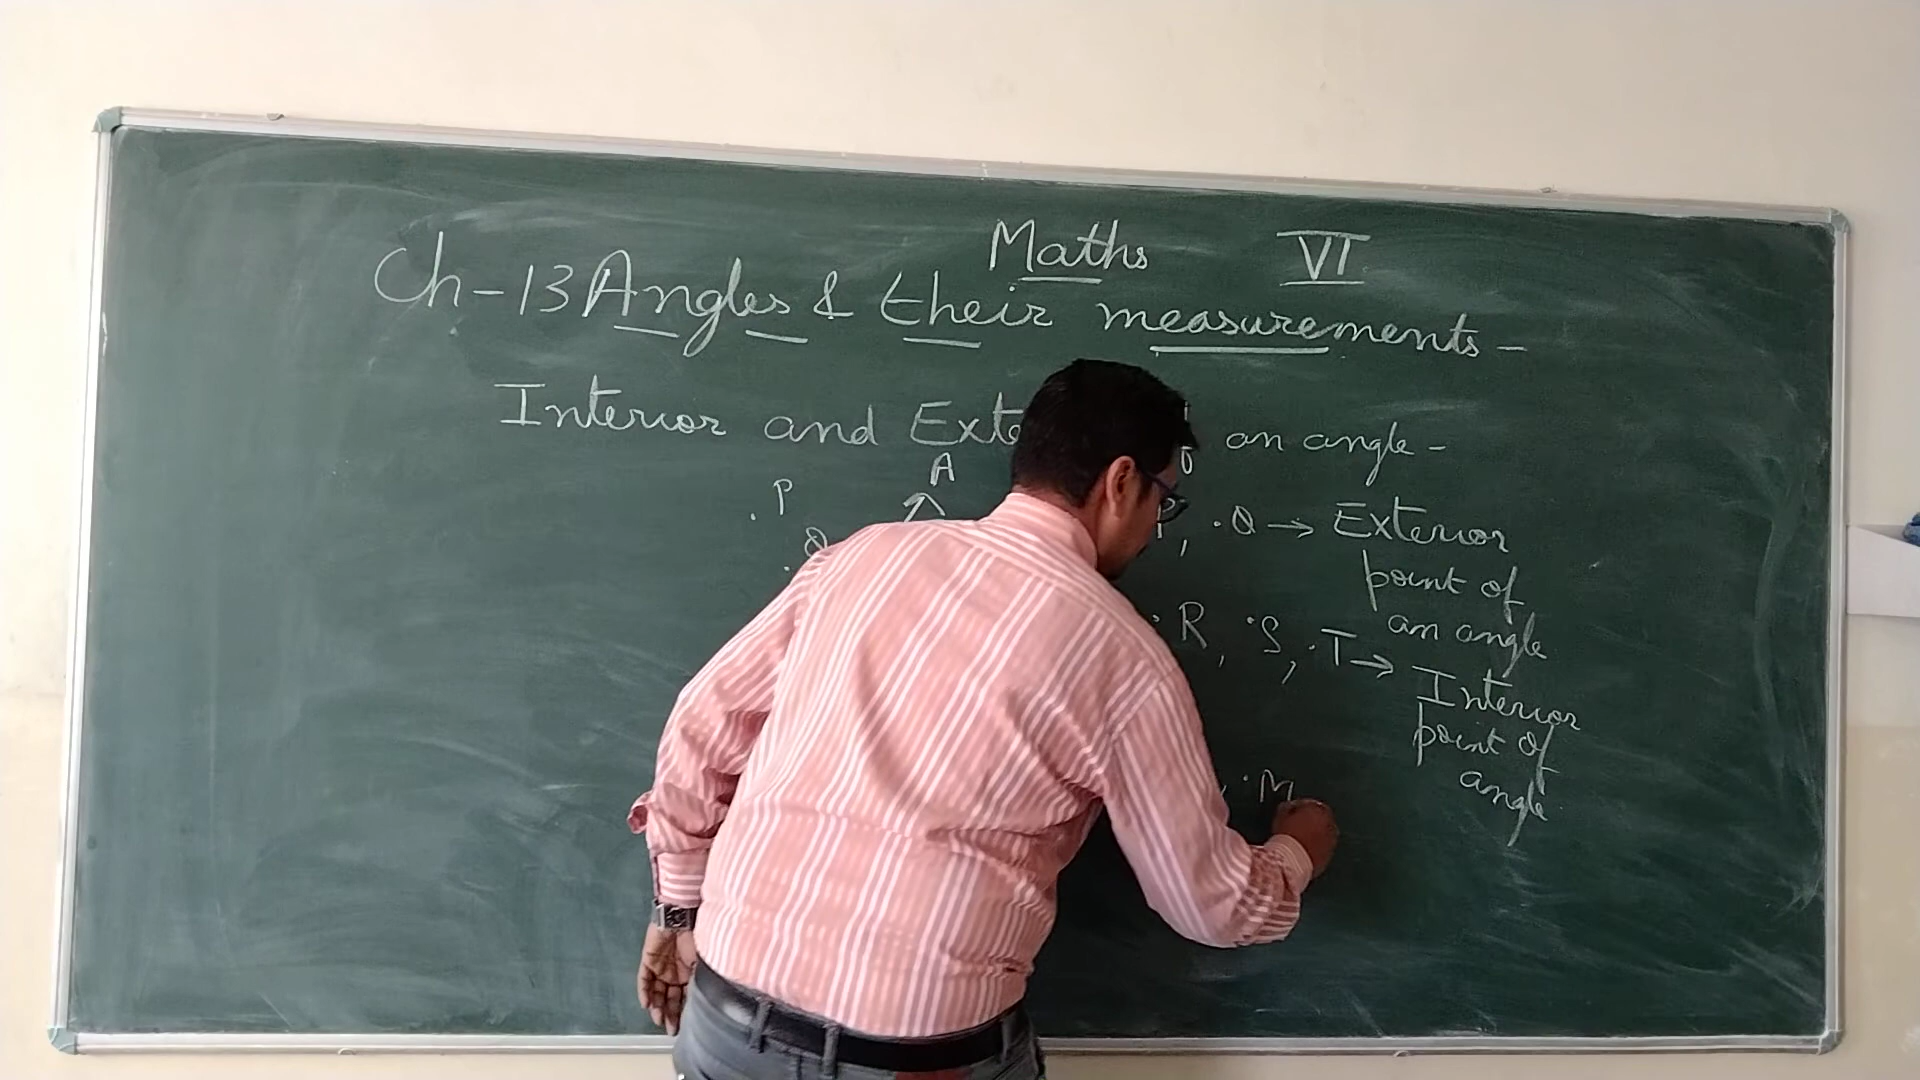 Maths VI
Ch-13 Angles & their measurements -
Interior and Exte an angle -
A
.P
Q
P, .Q → Exterior
point of
an angle
.R, .S, .T → Interior
point of
angle
, .M